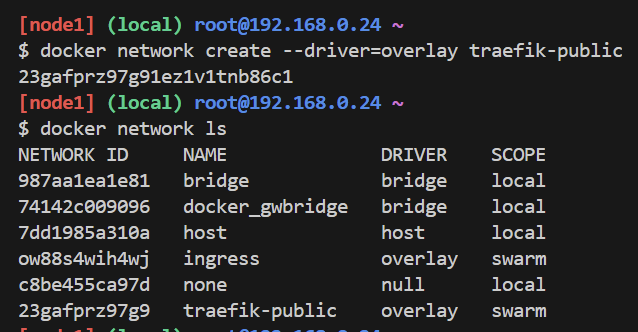 [node1] (local) root@192.168.0.24 ~
$ docker network create --driver=overlay traefik-public
23gafprz97g91ez1v1tnb86c1
[node1] (local) root@192.168.0.24 ~
$ docker network ls
NETWORK ID     NAME              DRIVER    SCOPE
987aa1ea1e81   bridge            bridge    local
74142c009096   docker_gwbridge   bridge    local
7dd1985a310a   host              host      local
ow88s4wih4wj   ingress           overlay   swarm
c8be455ca97d   none              null      local
23gafprz97g9   traefik-public    overlay   swarm